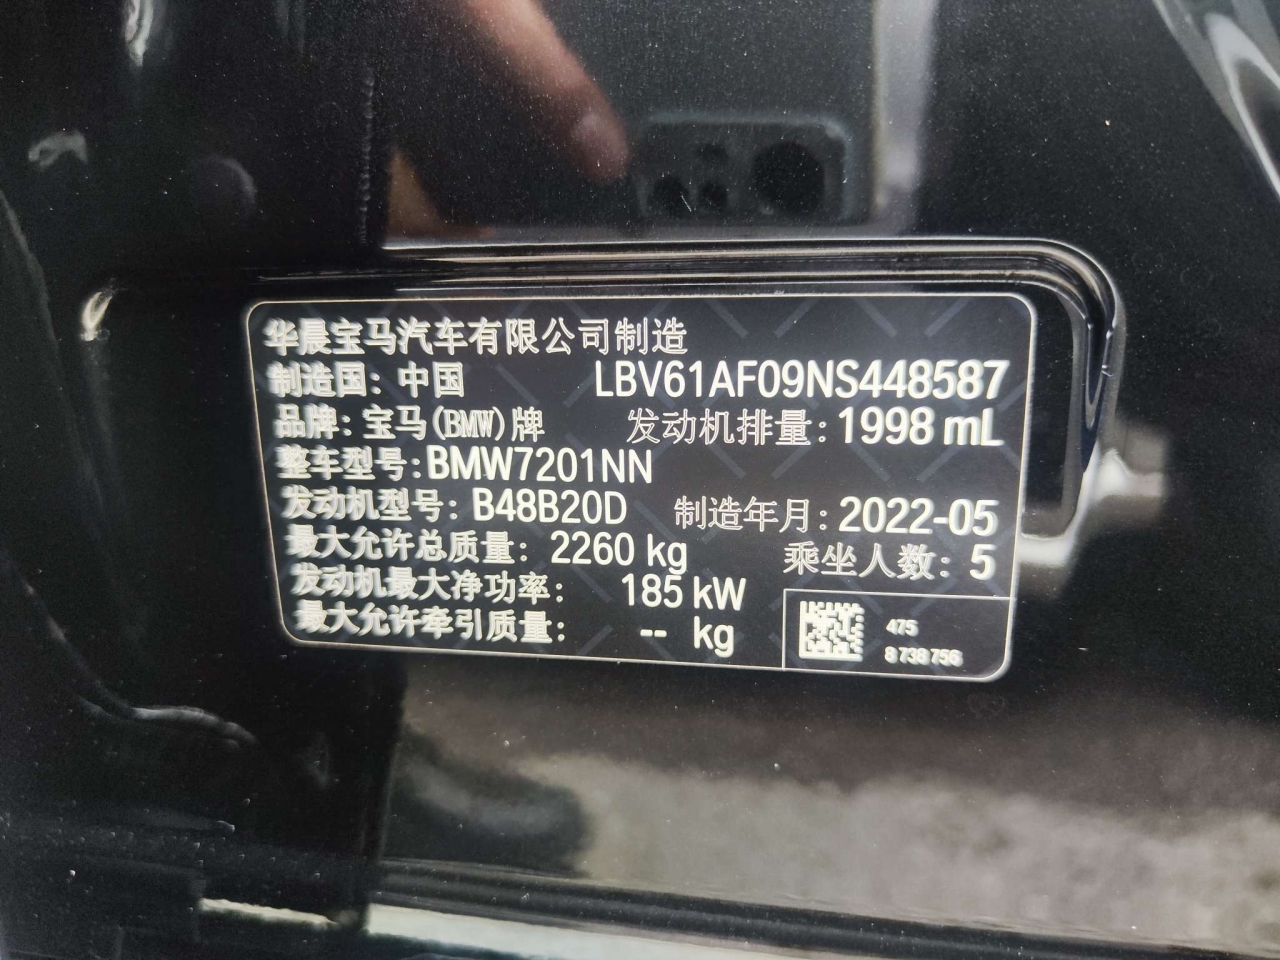 华晨宝马汽车有限公司制造
制造国：中国 LBV61AF09NS448587
品牌：宝马(BMW)牌 发动机排量：1998 mL
整车型号：BMW7201NN
发动机型号：B48B20D 制造年月：2022-05
最大允许总质量：2260 kg 乘坐人数：5
发动机最大净功率：185 kW
最大允许牵引质量：-- kg
475
8 738 756